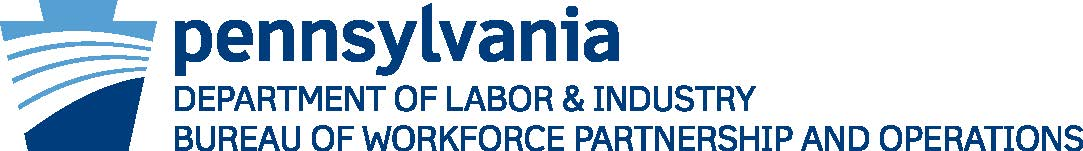 pennsylvania
DEPARTMENT OF LABOR & INDUSTRY
BUREAU OF WORKFORCE PARTNERSHIP AND OPERATIONS